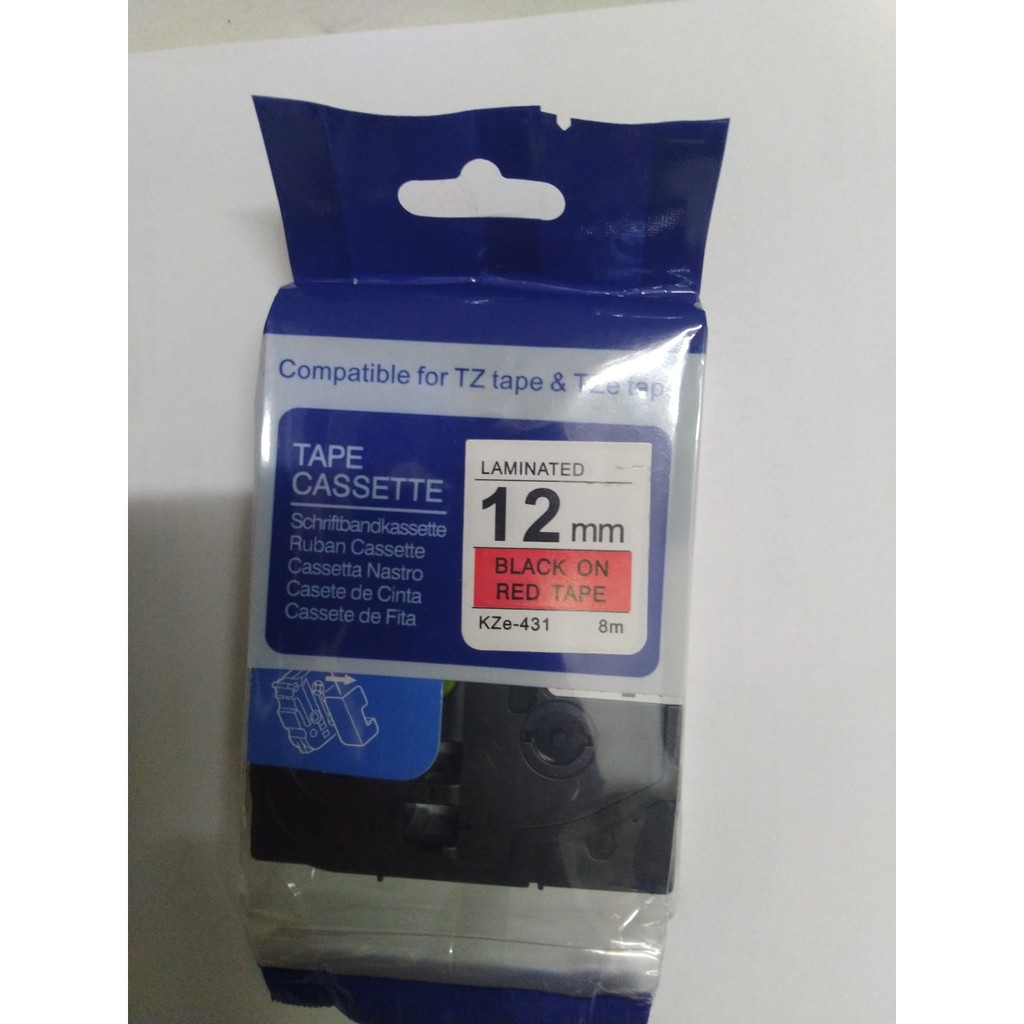 Compatible for TZ tape & TZe tape
TAPE
CASSETTE
Schriftbandkassette
Ruban Cassette
Cassetta Nastro
Casete de Cinta
Cassete de Fita
LAMINATED
12 mm
BLACK ON
RED TAPE
KZe-431 8m